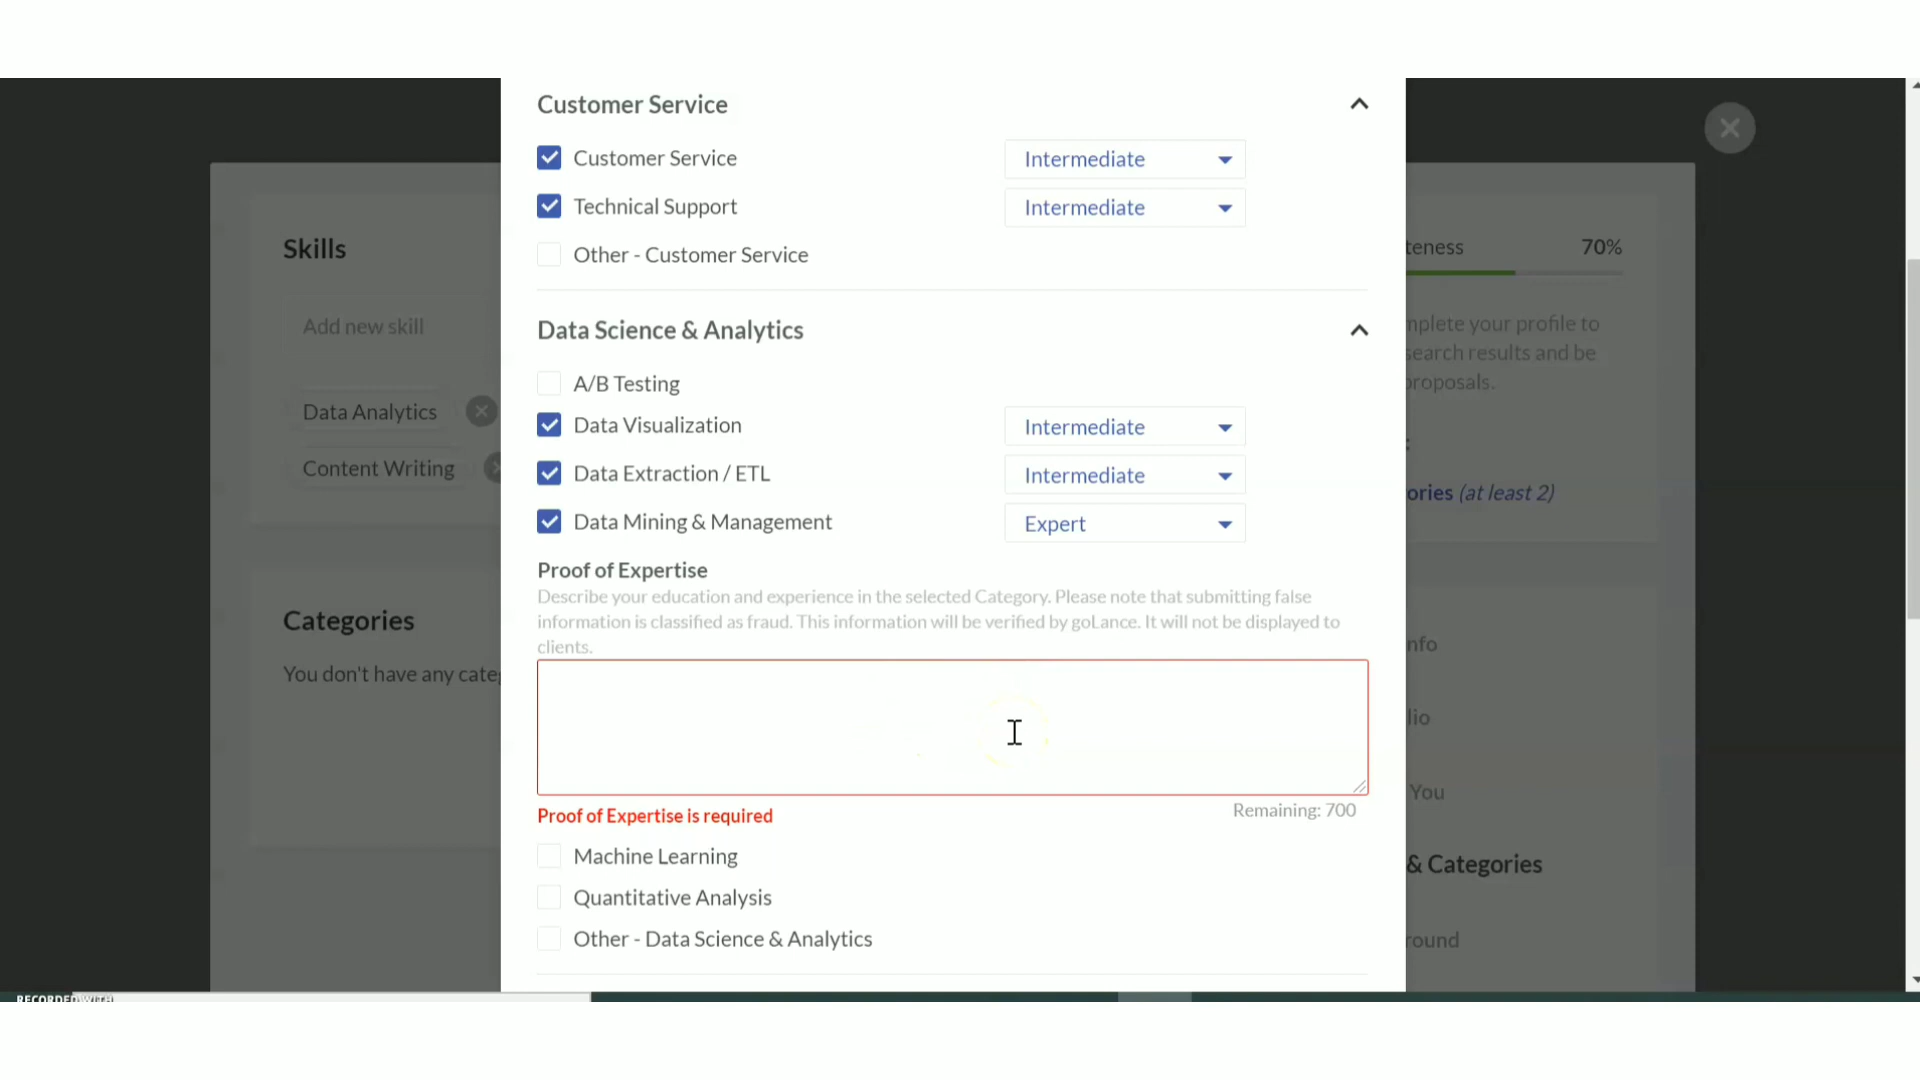 Customer Service
Customer Service Intermediate
Technical Support Intermediate
Other - Customer Service
Data Science & Analytics
A/B Testing
Data Visualization Intermediate
Data Extraction / ETL Intermediate
Data Mining & Management Expert
Proof of Expertise
Describe your education and experience in the selected Category. Please note that submitting false
information is classified as fraud. This information will be verified by goLance. It will not be displayed to
clients.
Proof of Expertise is required
Remaining: 700
Machine Learning
Quantitative Analysis
Other - Data Science & Analytics
Skills
Add new skill
Data Analytics
Content Writing
Categories
You don't have any cate
teness 70%
mplete your profile to
search results and be
proposals.
:
ories (at least 2)
nfo
lio
You
& Categories
round
RECORDED WITH